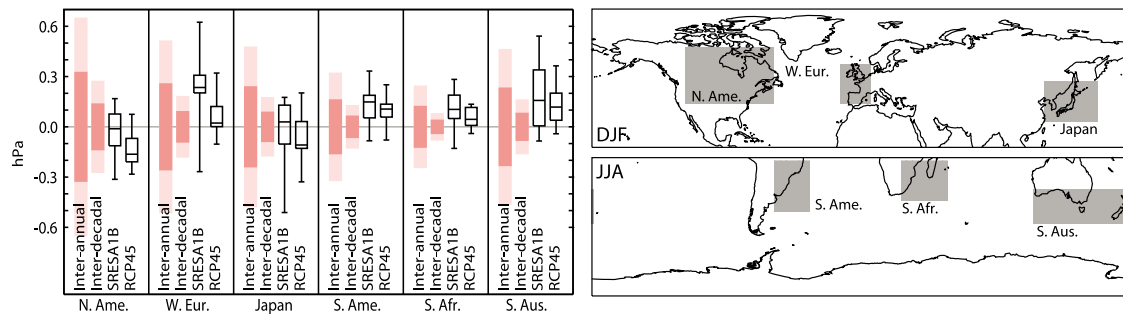 hPa
0.6
0.3
0.0
-0.3
-0.6
Inter-annual
Inter-decadal
SRESA1B
RCP45
Inter-annual
Inter-decadal
SRESA1B
RCP45
Inter-annual
Inter-decadal
SRESA1B
RCP45
Inter-annual
Inter-decadal
SRESA1B
RCP45
Inter-annual
Inter-decadal
SRESA1B
RCP45
Inter-annual
Inter-decadal
SRESA1B
RCP45
N. Ame. W. Eur. Japan S. Ame. S. Afr. S. Aus.
W. Eur.
N. Ame.
Japan
DJF
JJA
S. Ame. S. Afr.
S. Aus.